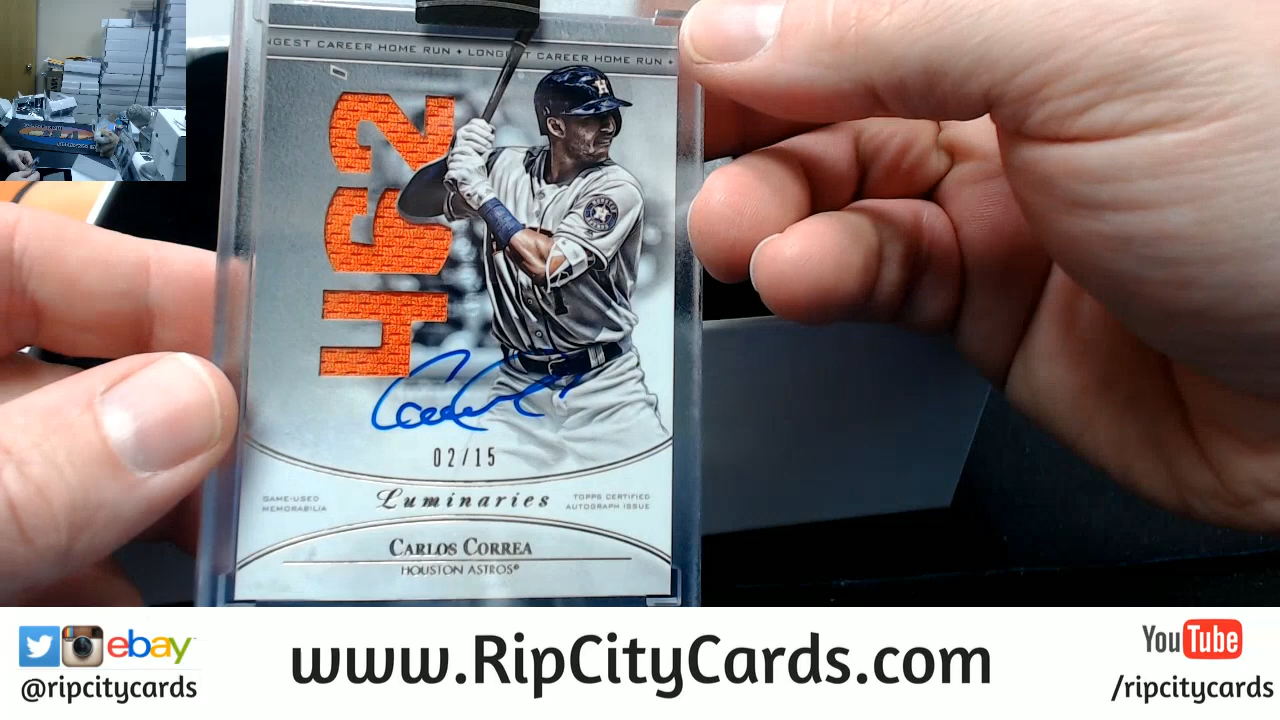 NGEST CAREER HOME RUN • LONGEST CAREER HOME RUN •
462
H
02/15
GAME-USED
MEMORABILIA
Luminaries
TOPPS CERTIFIED
AUTOGRAPH ISSUE
CARLOS CORREA
HOUSTON ASTROS®
ebay
@ripcitycards
www.RipCityCards.com
YouTube
/ripcitycards